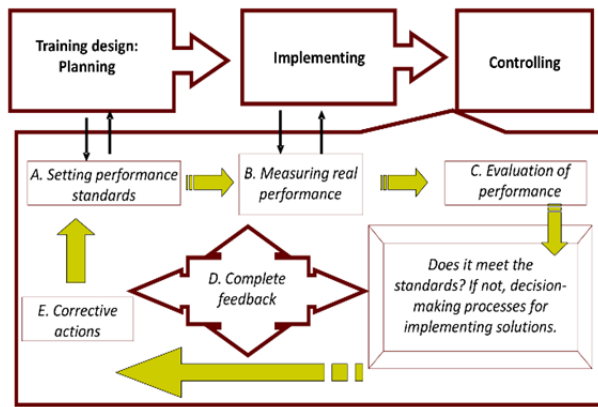 Training design:
Planning
Implementing
Controlling
A. Setting performance
standards
B. Measuring real
performance
C. Evaluation of
performance
Does it meet the
standards? If not, decision-
making processes for
implementing solutions.
D. Complete
feedback
E. Corrective
actions